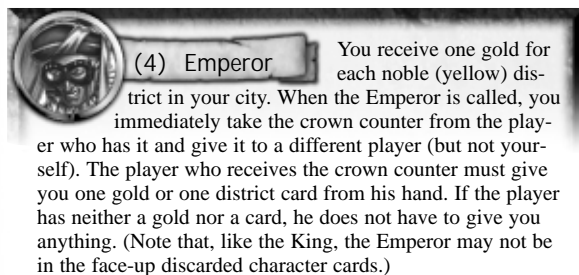 (4) Emperor
You receive one gold for
each noble (yellow) dis-
trict in your city. When the Emperor is called, you
immediately take the crown counter from the play-
er who has it and give it to a different player (but not your-
self). The player who receives the crown counter must give
you one gold or one district card from his hand. If the player
has neither a gold nor a card, he does not have to give you
anything. (Note that, like the King, the Emperor may not be
in the face-up discarded character cards.)